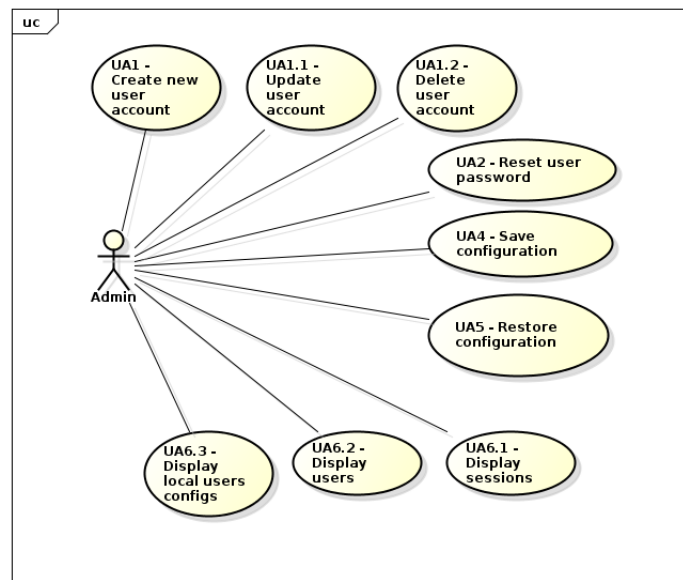 uc
UA1 -
Create new
user
account
UA1.1 -
Update
user
account
UA1.2 -
Delete
user
account
UA2 - Reset user
password
UA4 - Save
configuration
Admin
UA5 - Restore
configuration
UA6.3 -
Display
local users
configs
UA6.2 -
Display
users
UA6.1 -
Display
sessions